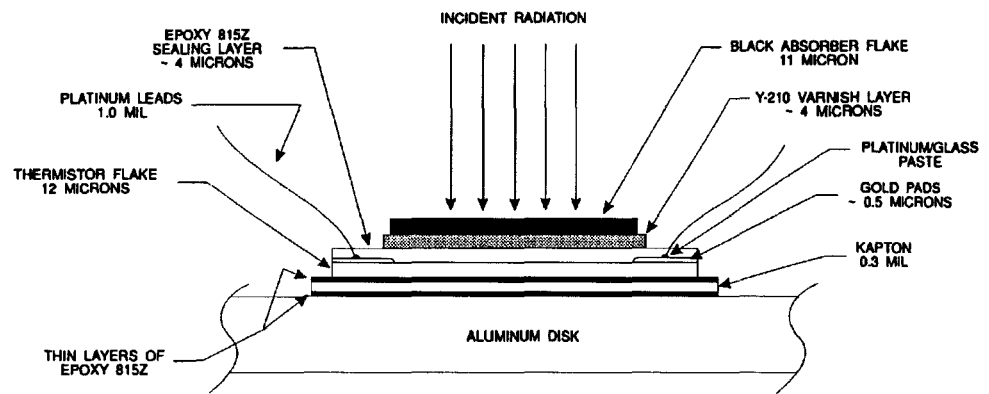 INCIDENT RADIATION
EPOXY 815Z
SEALING LAYER
~ 4 MICRONS
PLATINUM LEADS
1.0 MIL
THERMISTOR FLAKE
12 MICRONS
BLACK ABSORBER FLAKE
11 MICRON
Y-210 VARNISH LAYER
~ 4 MICRONS
PLATINUM/GLASS
PASTE
GOLD PADS
~ 0.5 MICRONS
KAPTON
0.3 MIL
ALUMINUM DISK
THIN LAYERS OF
EPOXY 815Z